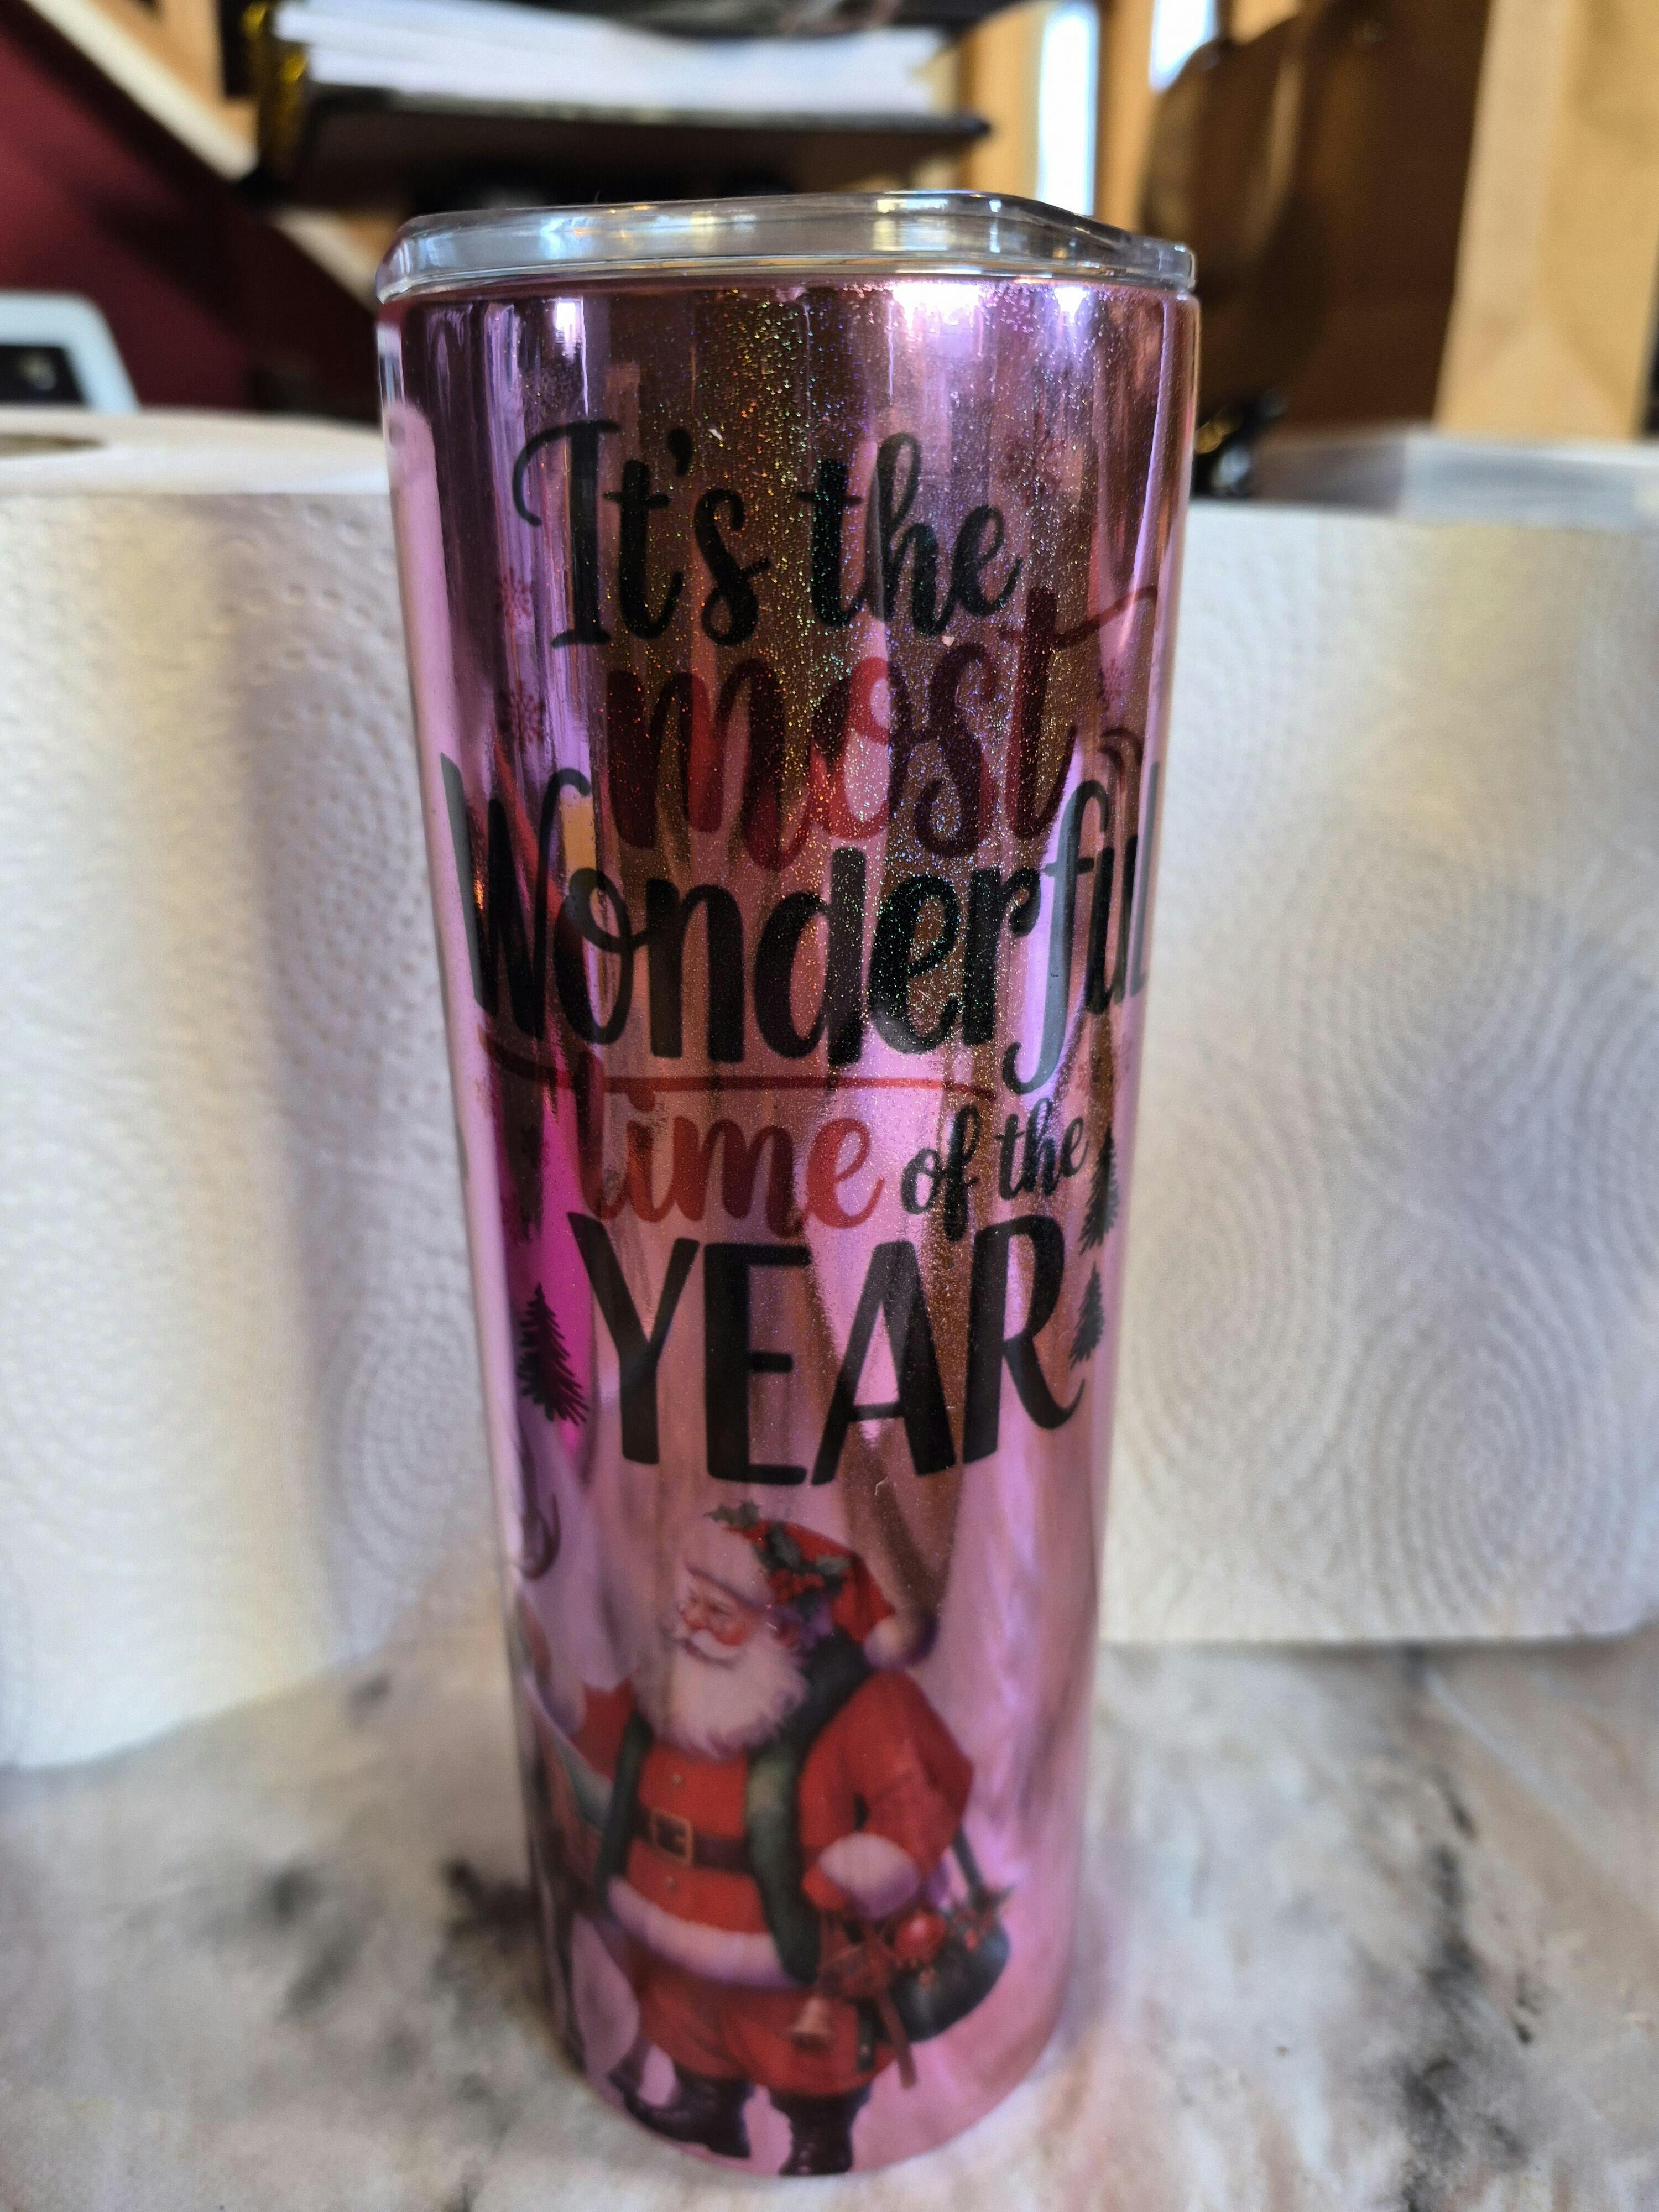 It's the
most
Wonderful
time of the
YEAR